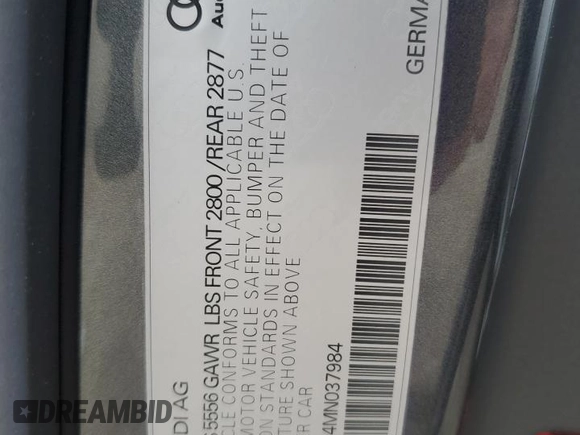 Au
GERMA
DI AG
5556 GAWR LBS FRONT 2800 /REAR 2877
CLE CONFORMS TO ALL APPLICABLE U.S.
MOTOR VEHICLE SAFETY, BUMPER AND THEFT
ON STANDARDS IN EFFECT ON THE DATE OF
TURE SHOWN ABOVE
R CAR
4MN037984
DREAMBID